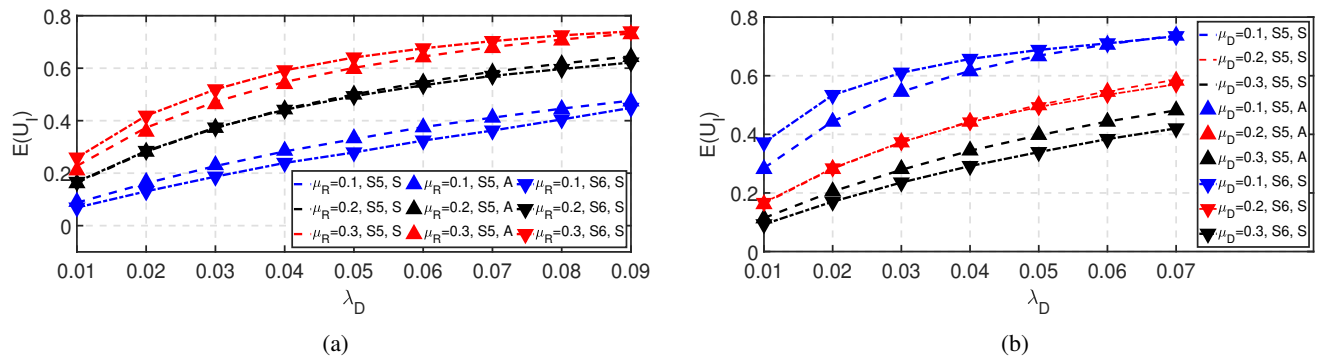 0.8
0.6
0.4
0.2
0
E(U_I)
0.01 0.02 0.03 0.04 0.05 0.06 0.07 0.08 0.09
λ_D
μ_R=0.1, S5, S μ_R=0.1, S5, A μ_R=0.1, S6, S
μ_R=0.2, S5, S μ_R=0.2, S5, A μ_R=0.2, S6, S
μ_R=0.3, S5, S μ_R=0.3, S5, A μ_R=0.3, S6, S
(a)
0.8
0.6
0.4
0.2
0
E(U_I)
0.01 0.02 0.03 0.04 0.05 0.06 0.07
λ_D
μ_D=0.1, S5, S
μ_D=0.2, S5, S
μ_D=0.3, S5, S
μ_D=0.1, S5, A
μ_D=0.2, S5, A
μ_D=0.3, S5, A
μ_D=0.1, S6, S
μ_D=0.2, S6, S
μ_D=0.3, S6, S
(b)